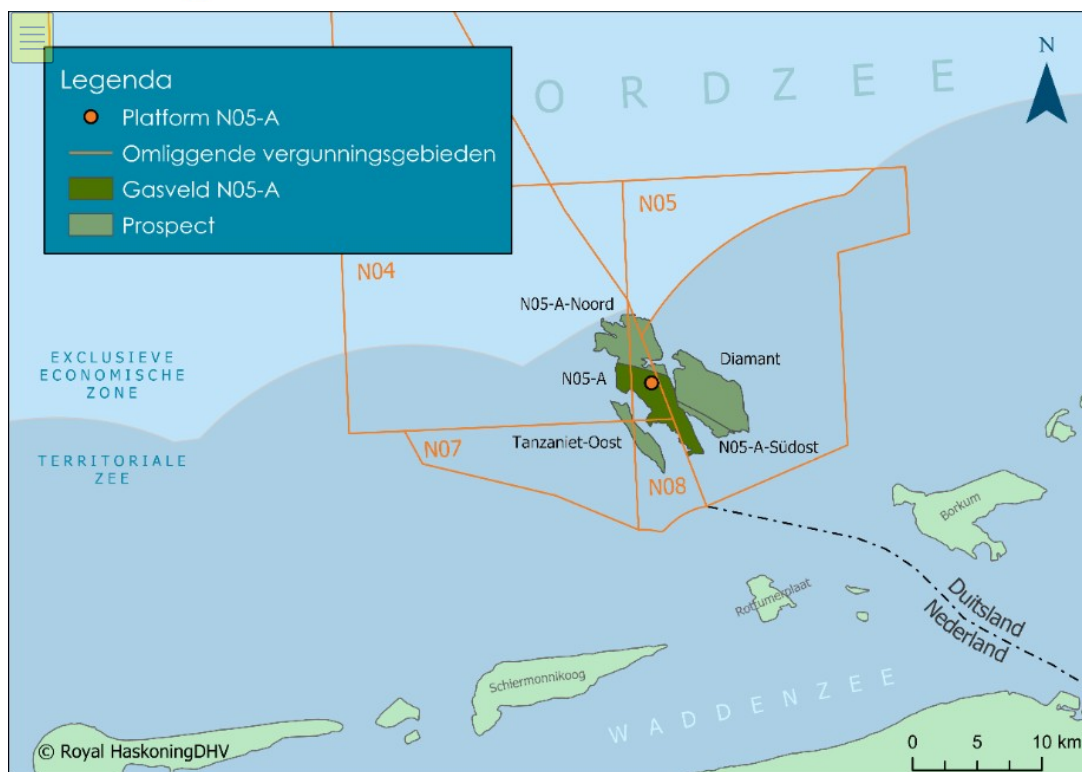 Legenda
Platform N05-A
Omliggende vergunningsgebieden
Gasveld N05-A
Prospect
ORDZEE
N
N05
N04
N05-A-Noord
EXCLUSIEVE
ECONOMISCHE
ZONE
Diamant
N05-A
Tanzaniet-Oost
N05-A-Südost
N07
TERRITORIALE
ZEE
N08
Borkum
Rottumerplaat
Duitsland
Nederland
Schiermonnikoog
WADDENZEE
© Royal HaskoningDHV
0 5 10 km